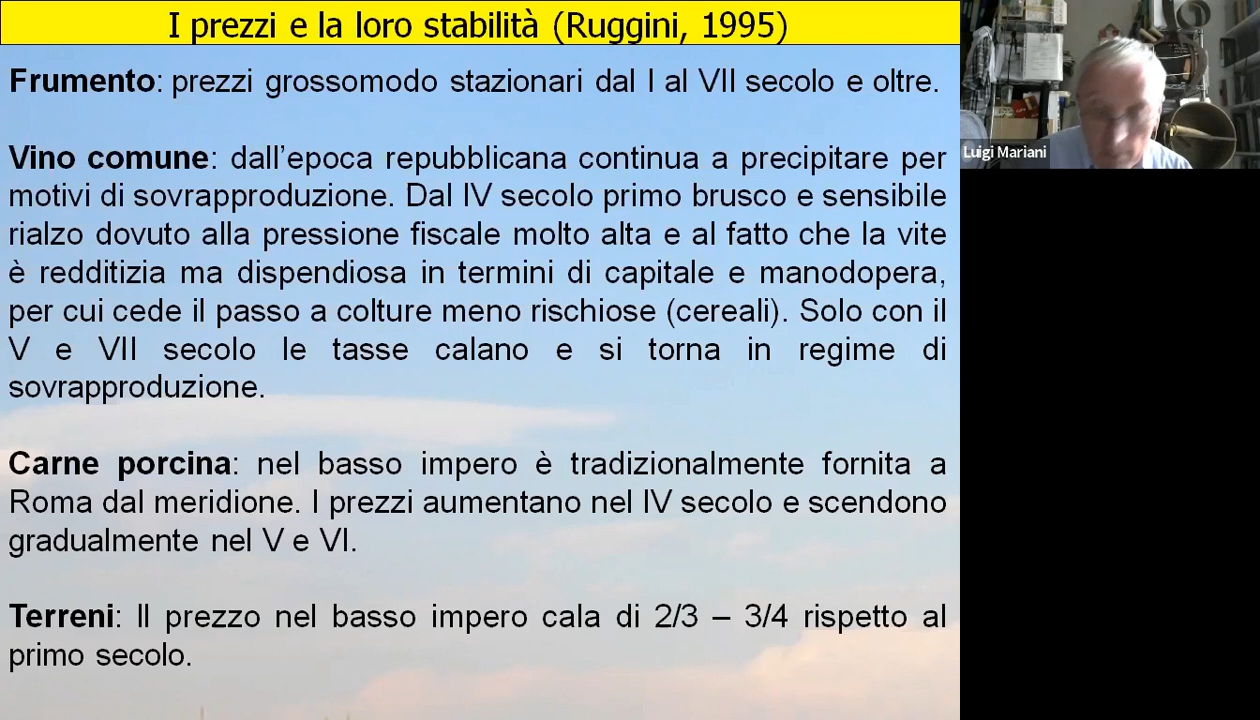 I prezzi e la loro stabilità (Ruggini, 1995)
Frumento: prezzi grossomodo stazionari dal I al VII secolo e oltre.
Vino comune: dall'epoca repubblicana continua a precipitare per
motivi di sovrapproduzione. Dal IV secolo primo brusco e sensibile
rialzo dovuto alla pressione fiscale molto alta e al fatto che la vite
è redditizia ma dispendiosa in termini di capitale e manodopera,
per cui cede il passo a colture meno rischiose (cereali). Solo con il
V e VII secolo le tasse calano e si torna in regime di
sovrapproduzione.
Carne porcina: nel basso impero è tradizionalmente fornita a
Roma dal meridione. I prezzi aumentano nel IV secolo e scendono
gradualmente nel V e VI.
Terreni: Il prezzo nel basso impero cala di 2/3 – 3/4 rispetto al
primo secolo.
Luigi Mariani